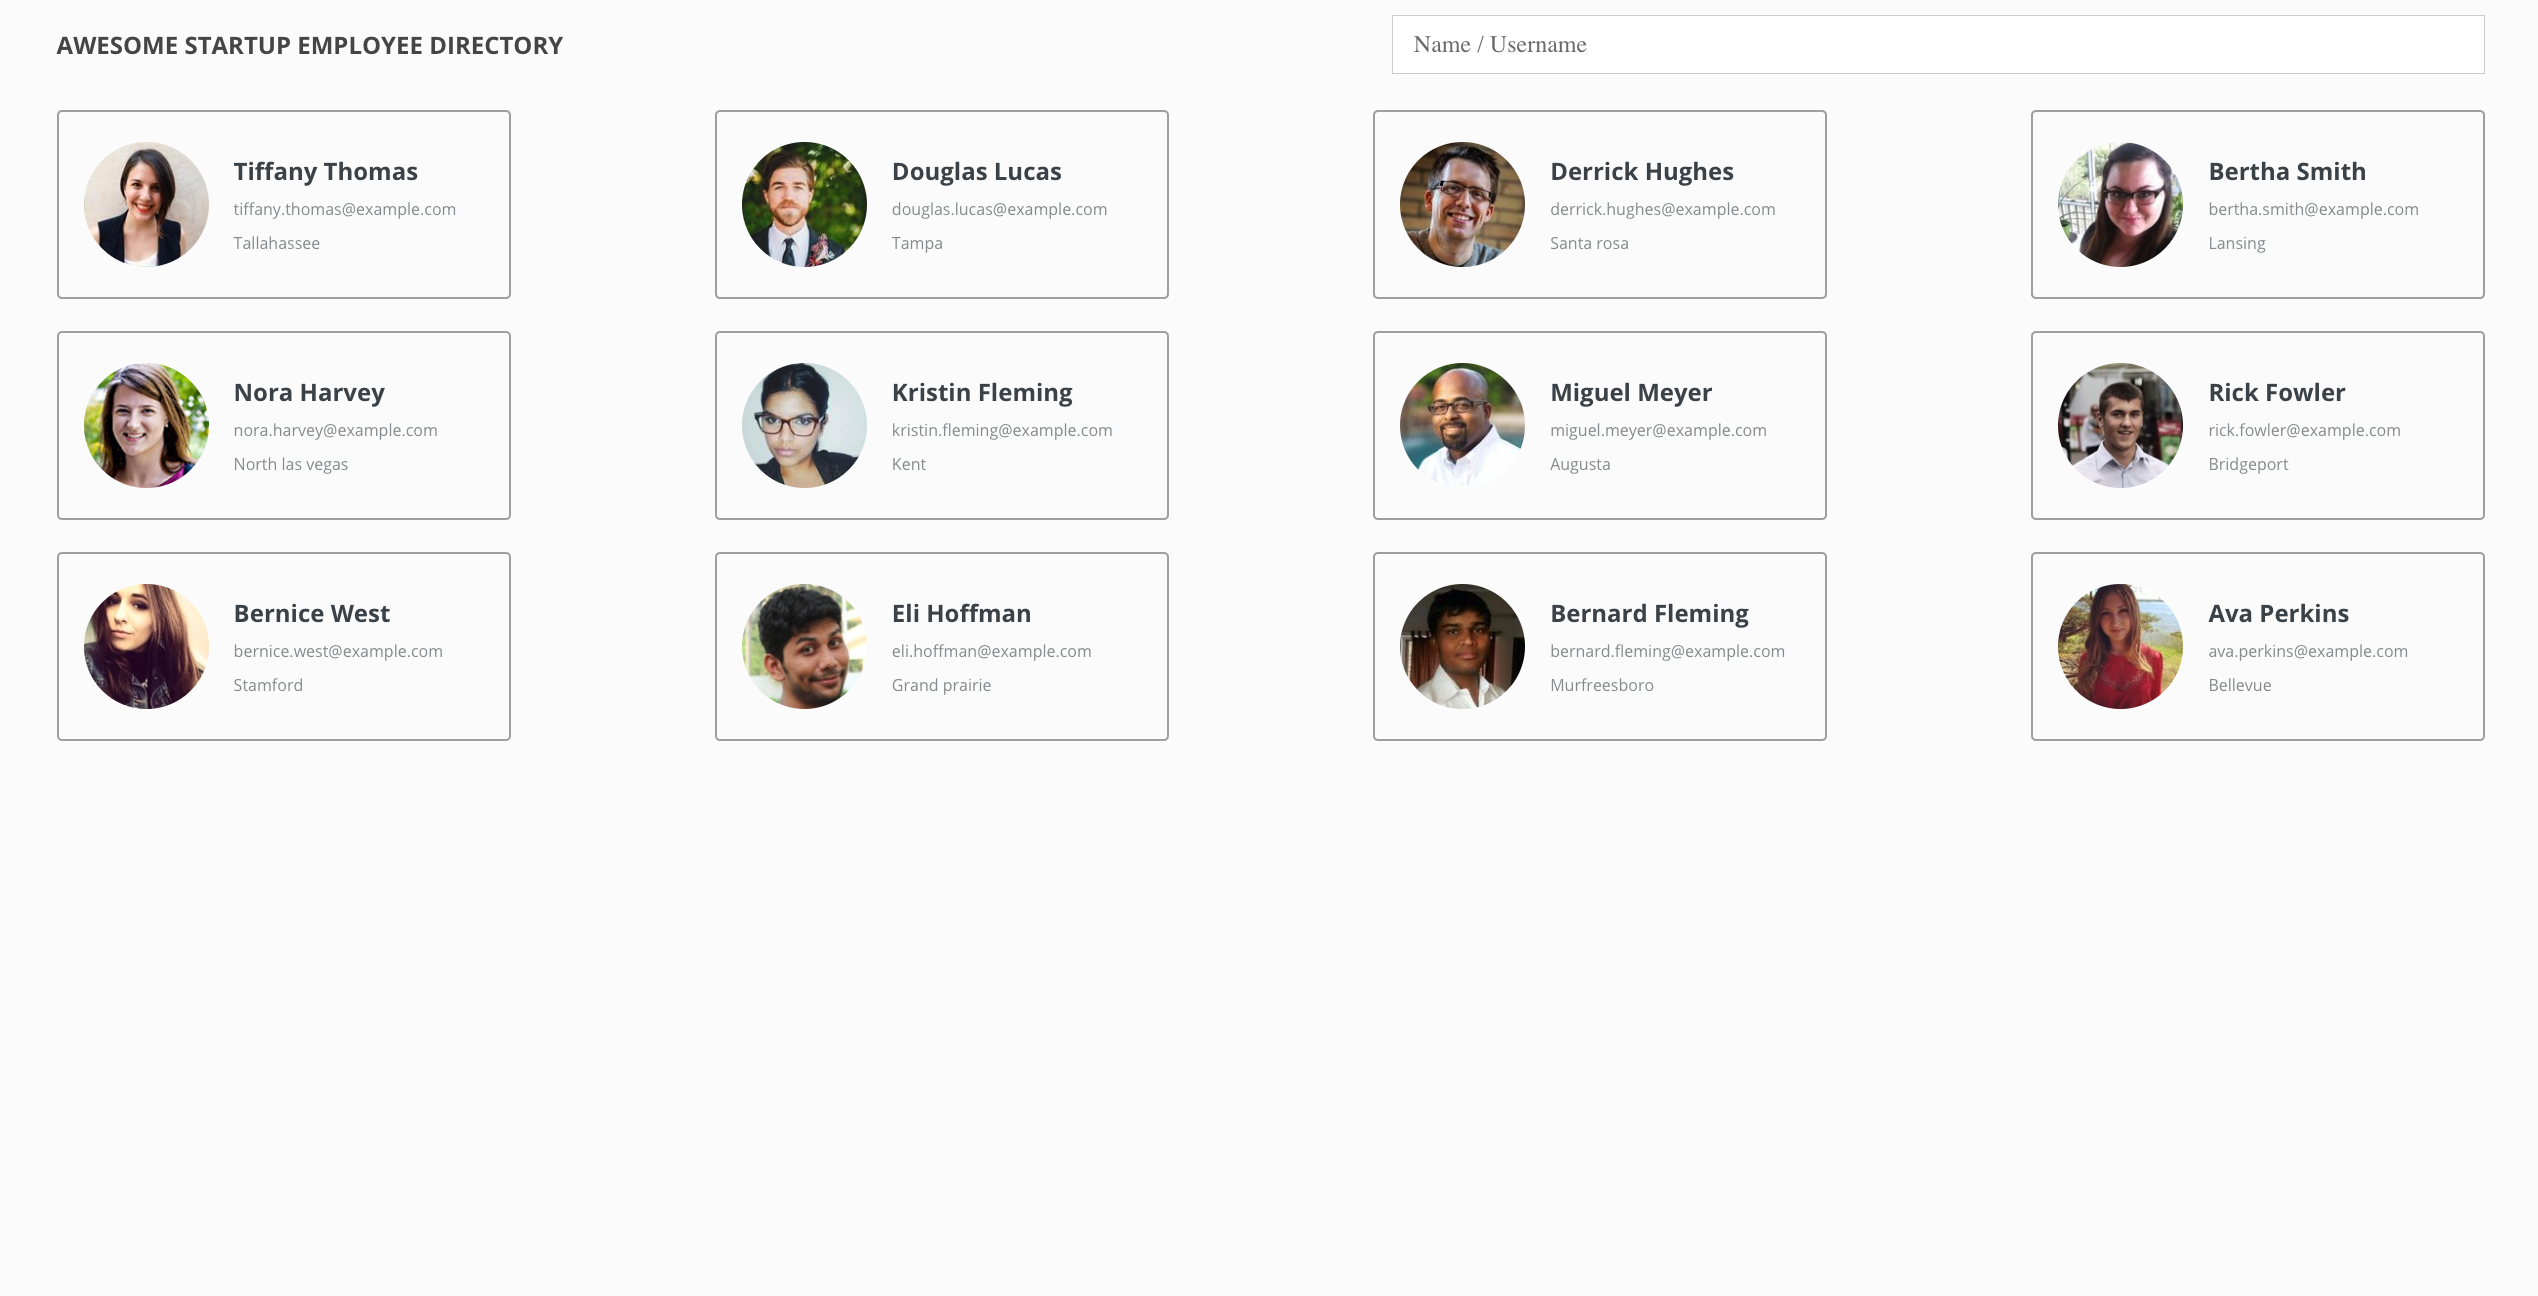 AWESOME STARTUP EMPLOYEE DIRECTORY
Name / Username
Tiffany Thomas
tiffany.thomas@example.com
Tallahassee
Douglas Lucas
douglas.lucas@example.com
Tampa
Derrick Hughes
derrick.hughes@example.com
Santa rosa
Bertha Smith
bertha.smith@example.com
Lansing
Nora Harvey
nora.harvey@example.com
North las vegas
Kristin Fleming
kristin.fleming@example.com
Kent
Miguel Meyer
miguel.meyer@example.com
Augusta
Rick Fowler
rick.fowler@example.com
Bridgeport
Bernice West
bernice.west@example.com
Stamford
Eli Hoffman
eli.hoffman@example.com
Grand prairie
Bernard Fleming
bernard.fleming@example.com
Murfreesboro
Ava Perkins
ava.perkins@example.com
Bellevue